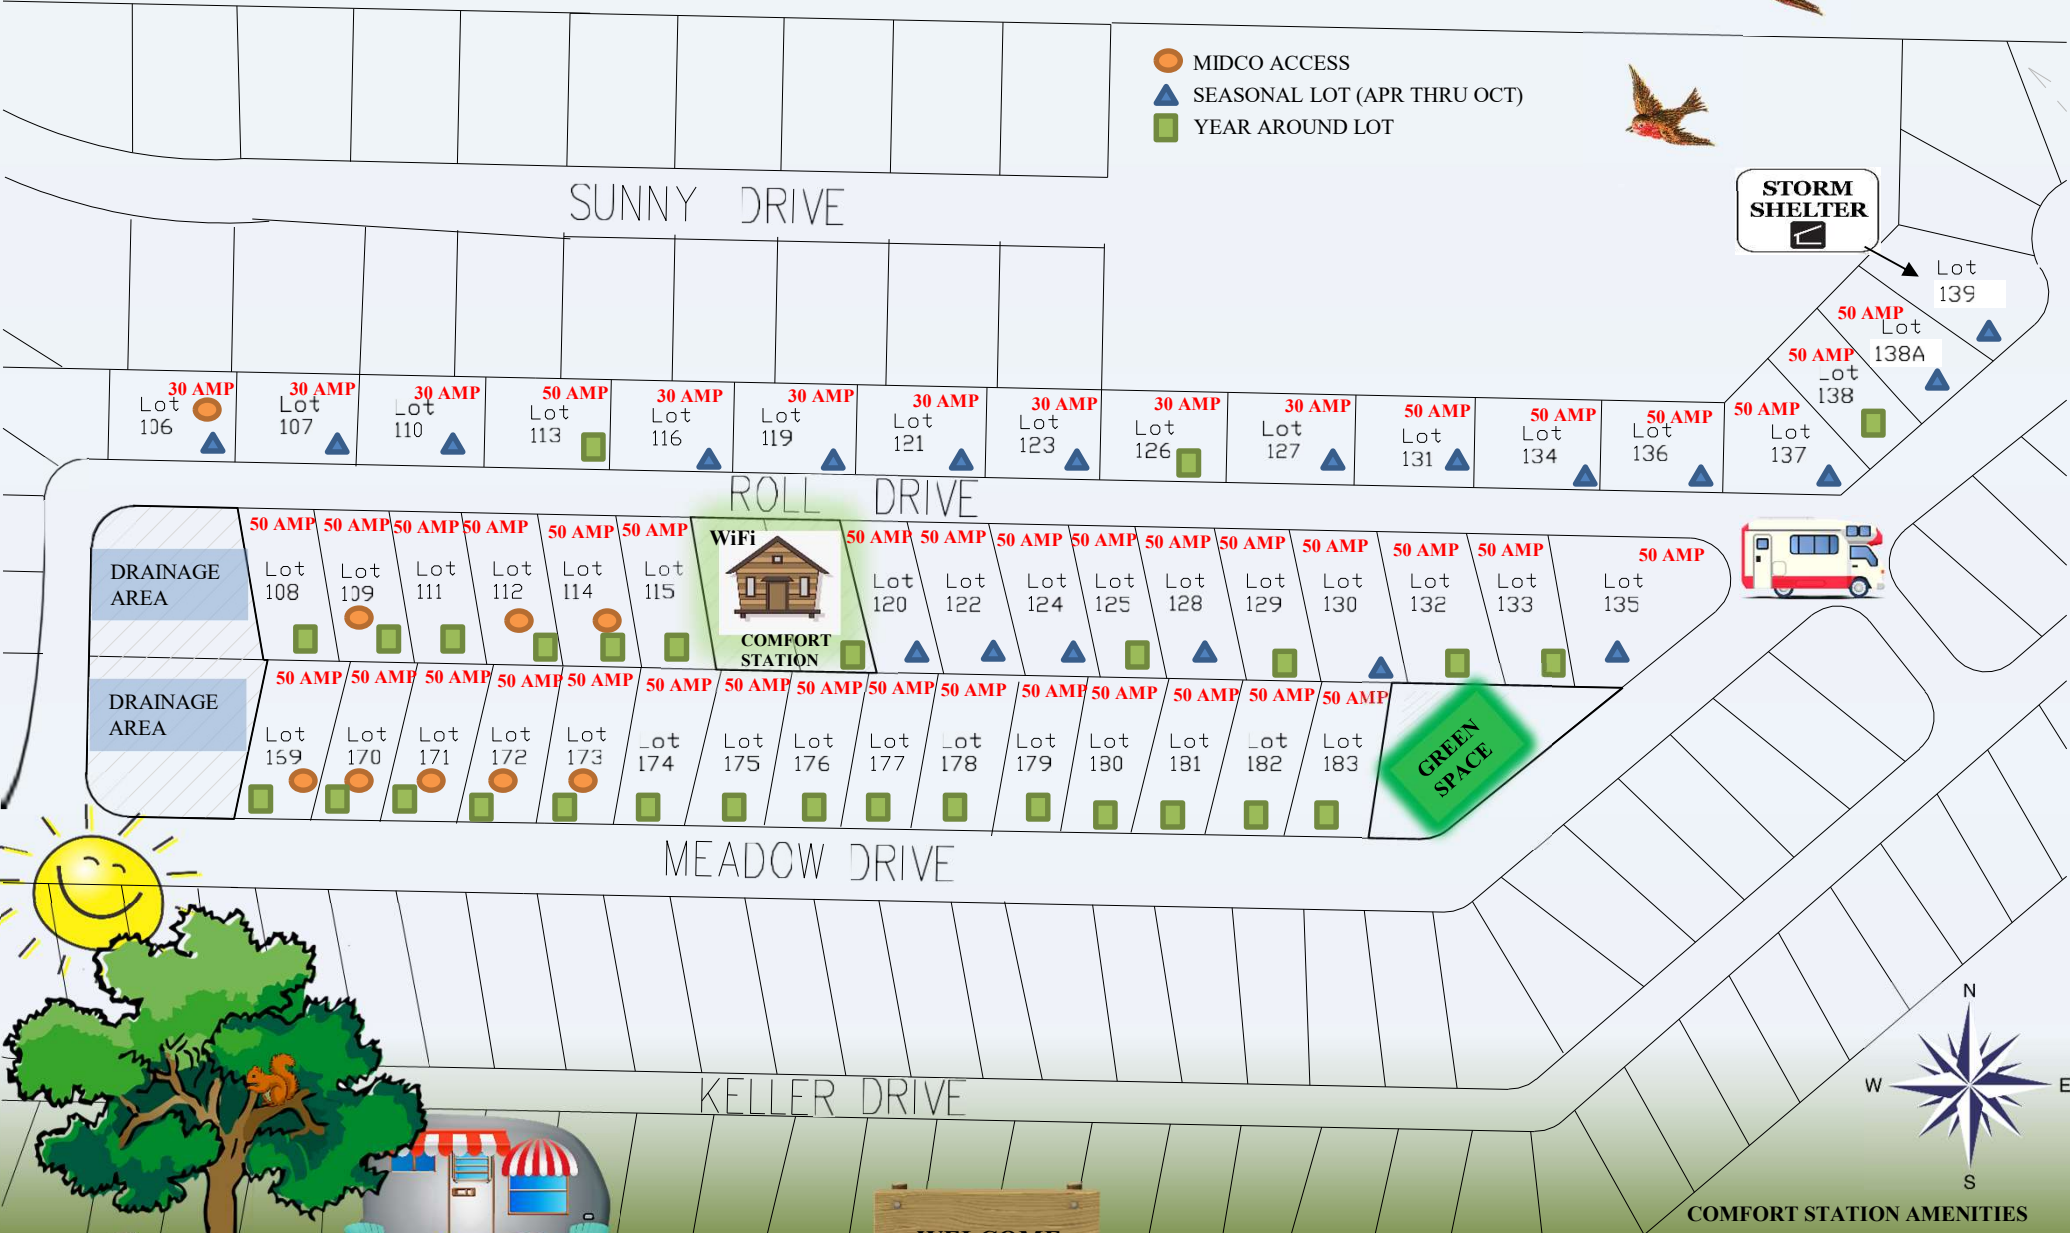 MIDCO ACCESS
SEASONAL LOT (APR THRU OCT)
YEAR AROUND LOT
SUNNY DRIVE
STORM
SHELTER
Lot
139
50 AMP
Lot
138A
50 AMP
Lot
138
30 AMP
Lot
106
30 AMP
Lot
107
30 AMP
Lot
110
50 AMP
Lot
113
30 AMP
Lot
116
30 AMP
Lot
119
30 AMP
Lot
121
30 AMP
Lot
123
30 AMP
Lot
126
30 AMP
Lot
127
50 AMP
Lot
131
50 AMP
Lot
134
50 AMP
Lot
136
50 AMP
Lot
137
ROLL DRIVE
DRAINAGE
AREA
50 AMP
Lot
108
50 AMP
Lot
109
50 AMP
Lot
111
50 AMP
Lot
112
50 AMP
Lot
114
50 AMP
Lot
115
WiFi
COMFORT
STATION
50 AMP
Lot
120
50 AMP
Lot
122
50 AMP
Lot
124
50 AMP
Lot
125
50 AMP
Lot
128
50 AMP
Lot
129
50 AMP
Lot
130
50 AMP
Lot
132
50 AMP
Lot
133
50 AMP
Lot
135
DRAINAGE
AREA
50 AMP
Lot
159
50 AMP
Lot
170
50 AMP
Lot
171
50 AMP
Lot
172
50 AMP
Lot
173
50 AMP
Lot
174
50 AMP
Lot
175
50 AMP
Lot
176
50 AMP
Lot
177
50 AMP
Lot
178
50 AMP
Lot
179
50 AMP
Lot
180
50 AMP
Lot
181
50 AMP
Lot
182
50 AMP
Lot
183
GREEN
SPACE
MEADOW DRIVE
KELLER DRIVE
N
W
E
S
COMFORT STATION AMENITIES
WELCOME